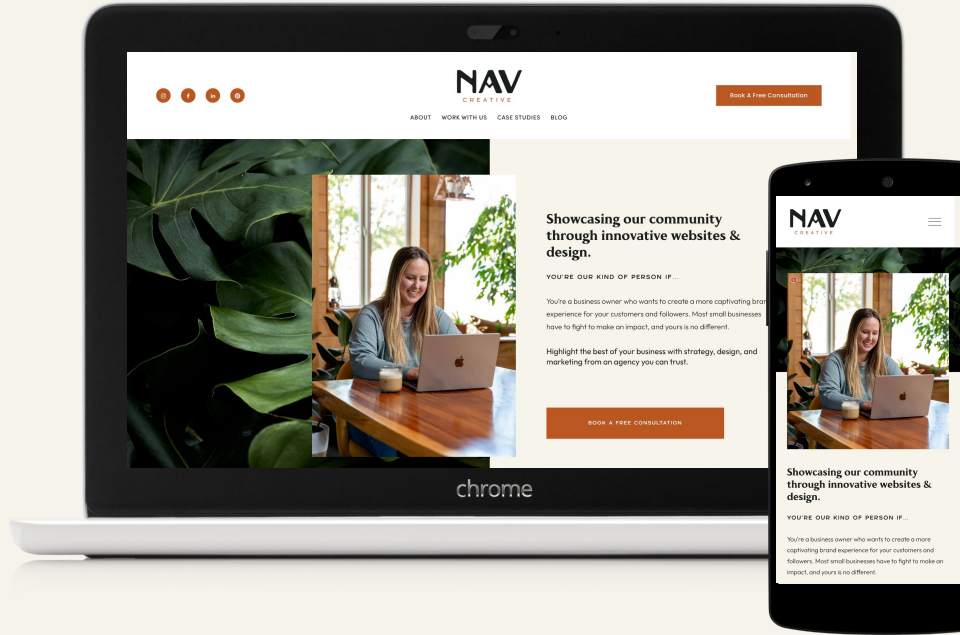 NAV
CREATIVE
Book A Free Consultation
ABOUT WORK WITH US CASE STUDIES BLOG
Showcasing our community
through innovative websites &
design.
YOU'RE OUR KIND OF PERSON IF...
You're a business owner who wants to create a more captivating bran
experience for your customers and followers. Most small businesses
have to fight to make an impact, and yours is no different.
Highlight the best of your business with strategy, design, and
marketing from an agency you can trust.
BOOK A FREE CONSULTATION
chrome
NAV
CREATIVE
Showcasing our community
through innovative websites &
design.
YOU'RE OUR KIND OF PERSON IF...
You're a business owner who wants to create a more
captivating brand experience for your customers and
followers. Most small businesses have to fight to make an
impact, and yours is no different.